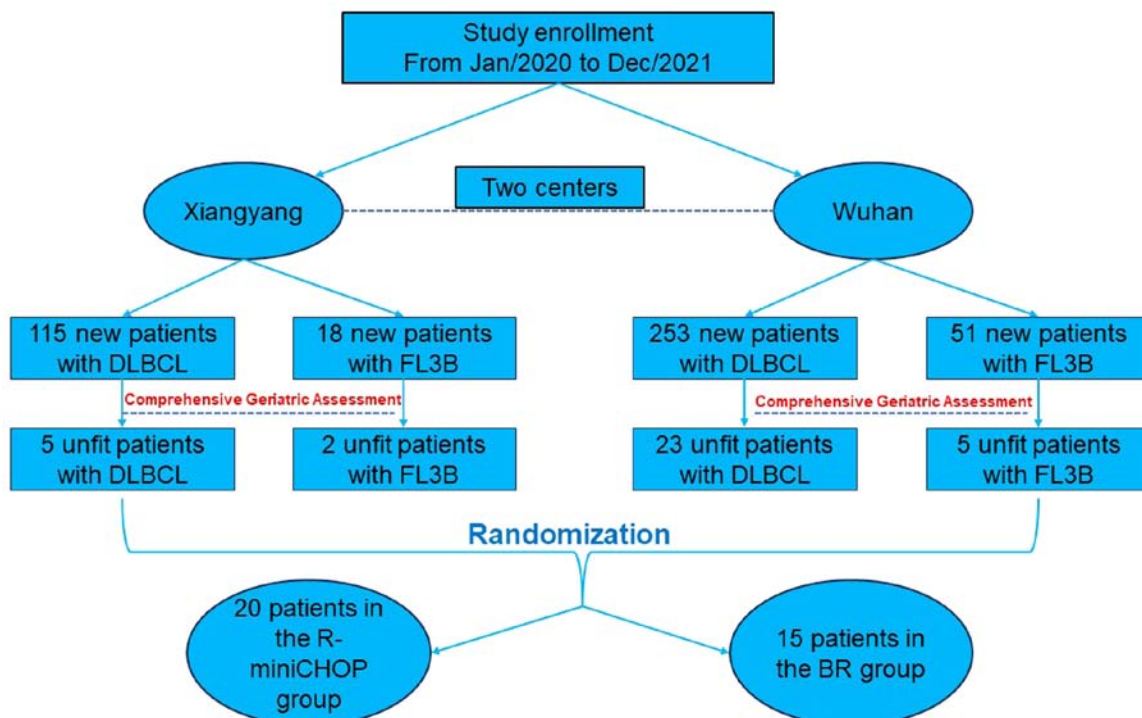 Study enrollment
From Jan/2020 to Dec/2021
Two centers
Xiangyang
Wuhan
115 new patients
with DLBCL
18 new patients
with FL3B
253 new patients
with DLBCL
51 new patients
with FL3B
Comprehensive Geriatric Assessment
Comprehensive Geriatric Assessment
5 unfit patients
with DLBCL
2 unfit patients
with FL3B
23 unfit patients
with DLBCL
5 unfit patients
with FL3B
Randomization
20 patients in
the R-
miniCHOP
group
15 patients in
the BR group